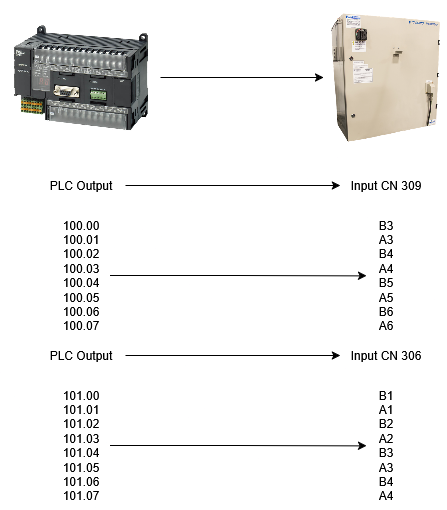 PLC Output Input CN 309
100.00 B3
100.01 A3
100.02 B4
100.03 A4
100.04 B5
100.05 A5
100.06 B6
100.07 A6
PLC Output Input CN 306
101.00 B1
101.01 A1
101.02 B2
101.03 A2
101.04 B3
101.05 A3
101.06 B4
101.07 A4